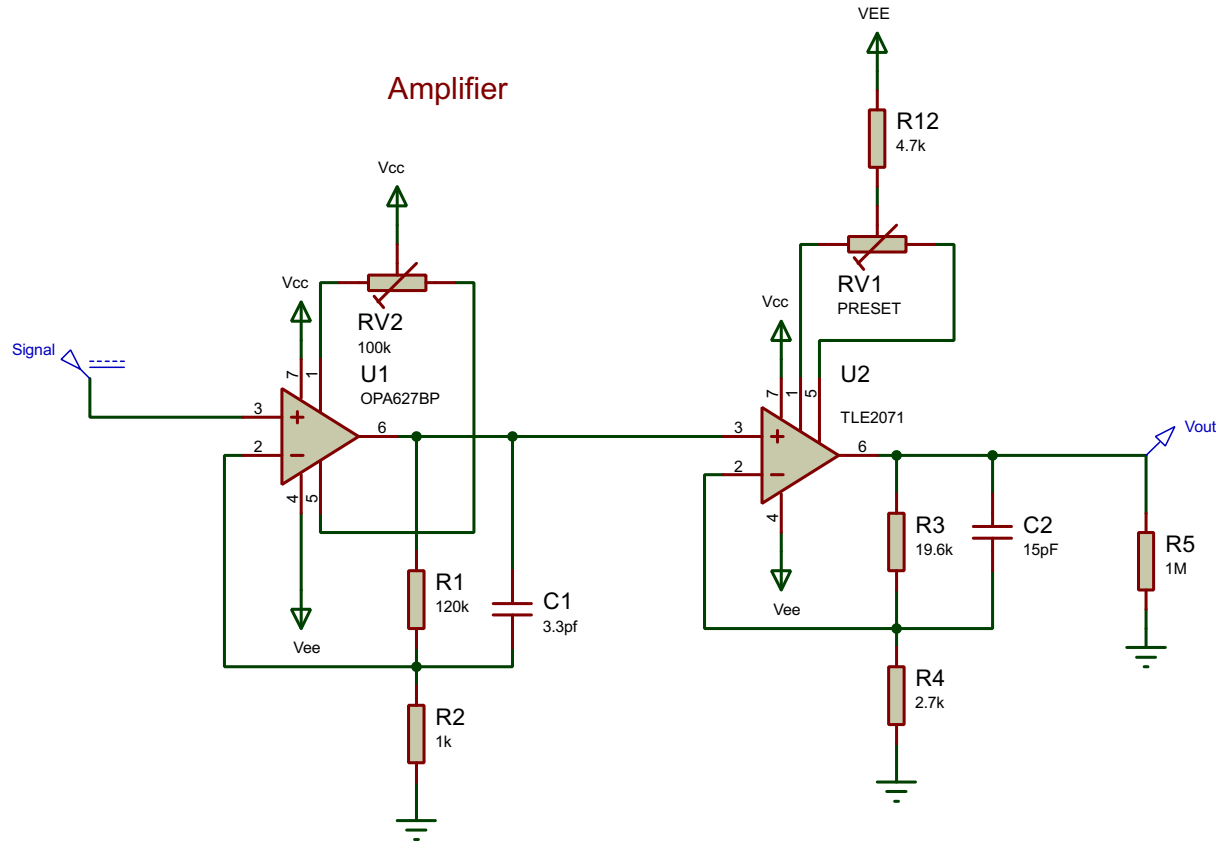 VEE
Amplifier
R12
4.7k
Vcc
RV1
PRESET
Vcc
Vcc
RV2
100k
Signal
7
1
U1
OPA627BP
7
1
5
U2
TLE2071
3
2
6
4
5
3
2
6
4
Vout
R1
120k
C1
3.3pf
R3
19.6k
C2
15pF
R5
1M
Vee
Vee
R2
1k
R4
2.7k